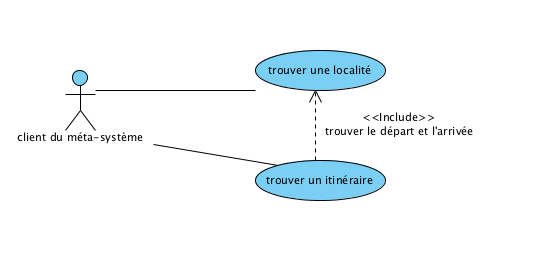 trouver une localité
<<Include>>
trouver le départ et l'arrivée
client du méta-système
trouver un itinéraire